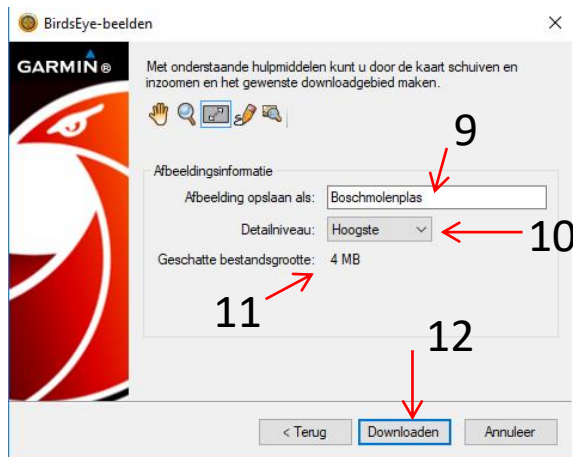 BirdsEye-beelden
GARMIN®
Met onderstaande hulpmiddelen kunt u door de kaart schuiven en
inzoomen en het gewenste downloadgebied maken.
9
Afbeeldingsinformatie
Afbeelding opslaan als: Boschmolenplas
Detailniveau: Hoogste
10
Geschatte bestandsgrootte: 4 MB
11
12
< Terug Downloaden Annuleer